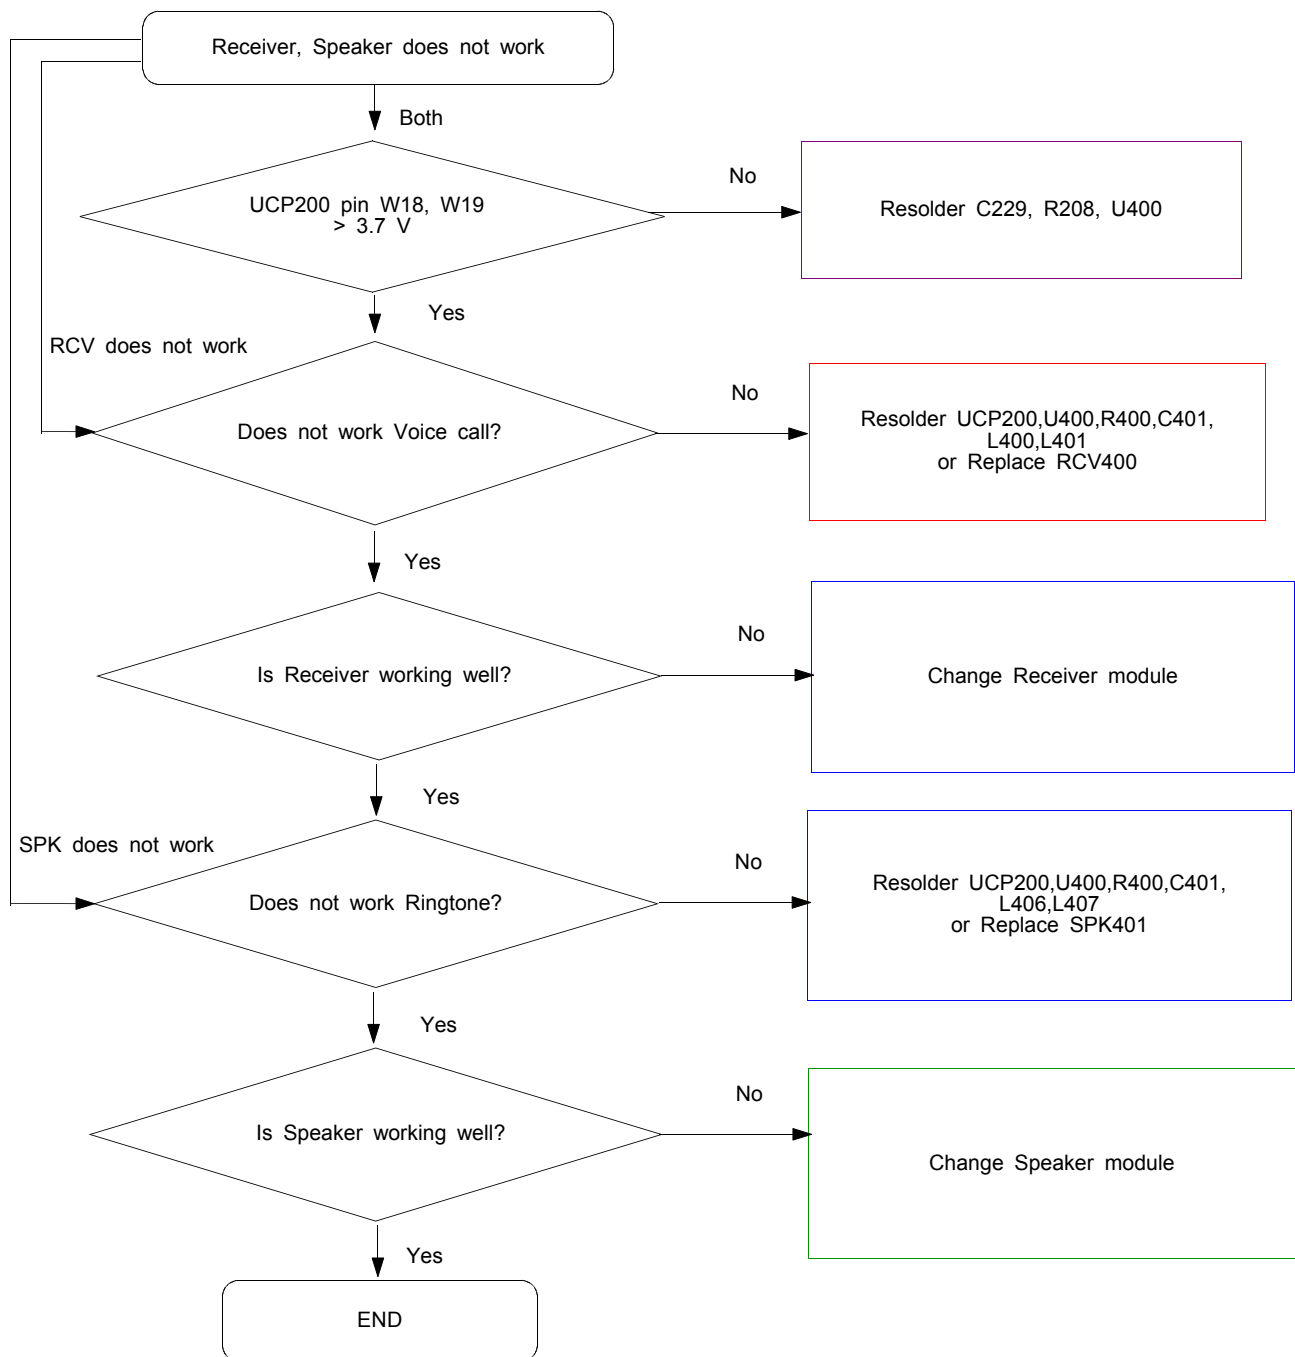 Receiver, Speaker does not work
Both
UCP200 pin W18, W19
> 3.7 V
No
Resolder C229, R208, U400
Yes
RCV does not work
Does not work Voice call?
No
Resolder UCP200,U400,R400,C401,
L400,L401
or Replace RCV400
Yes
Is Receiver working well?
No
Change Receiver module
Yes
SPK does not work
Does not work Ringtone?
No
Resolder UCP200,U400,R400,C401,
L406,L407
or Replace SPK401
Yes
Is Speaker working well?
No
Change Speaker module
Yes
END